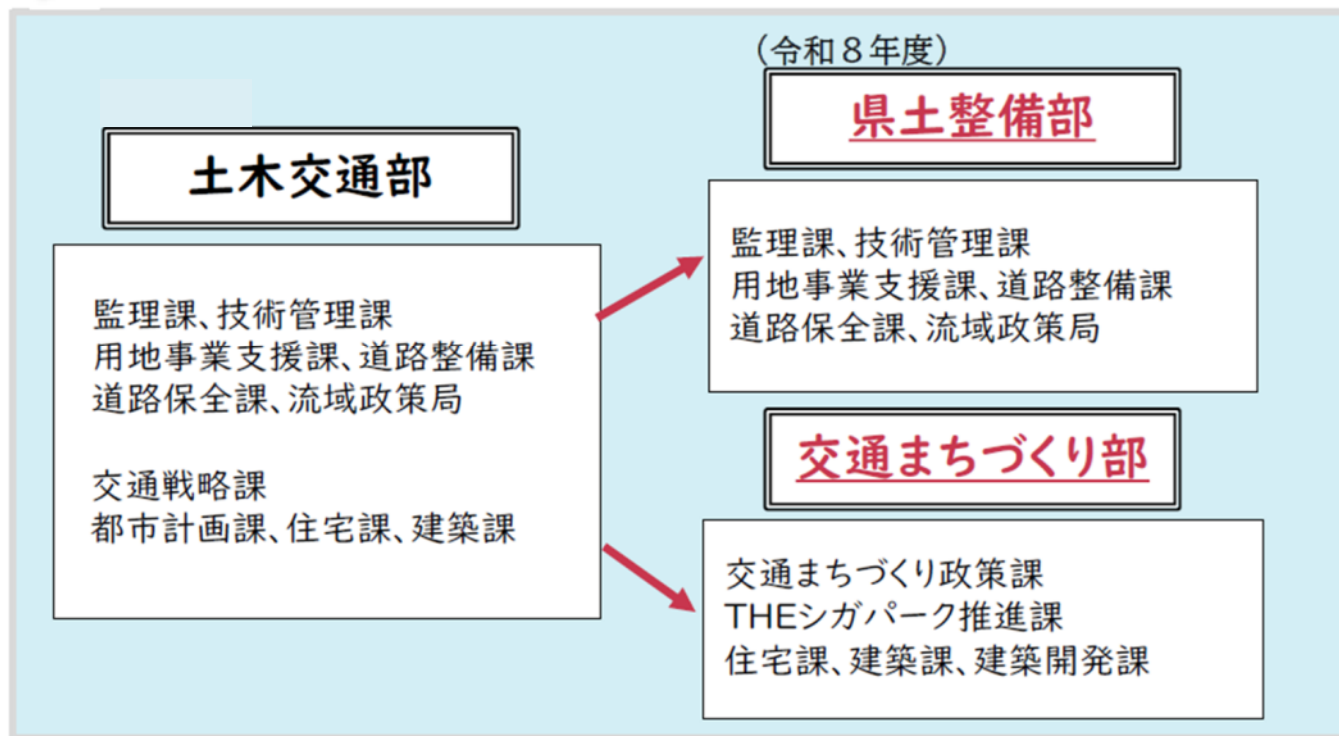 土木交通部
監理課、技術管理課
用地事業支援課、道路整備課
道路保全課、流域政策局
交通戦略課
都市計画課、住宅課、建築課
（令和８年度）
県土整備部
監理課、技術管理課
用地事業支援課、道路整備課
道路保全課、流域政策局
交通まちづくり部
交通まちづくり政策課
THEシガパーク推進課
住宅課、建築課、建築開発課